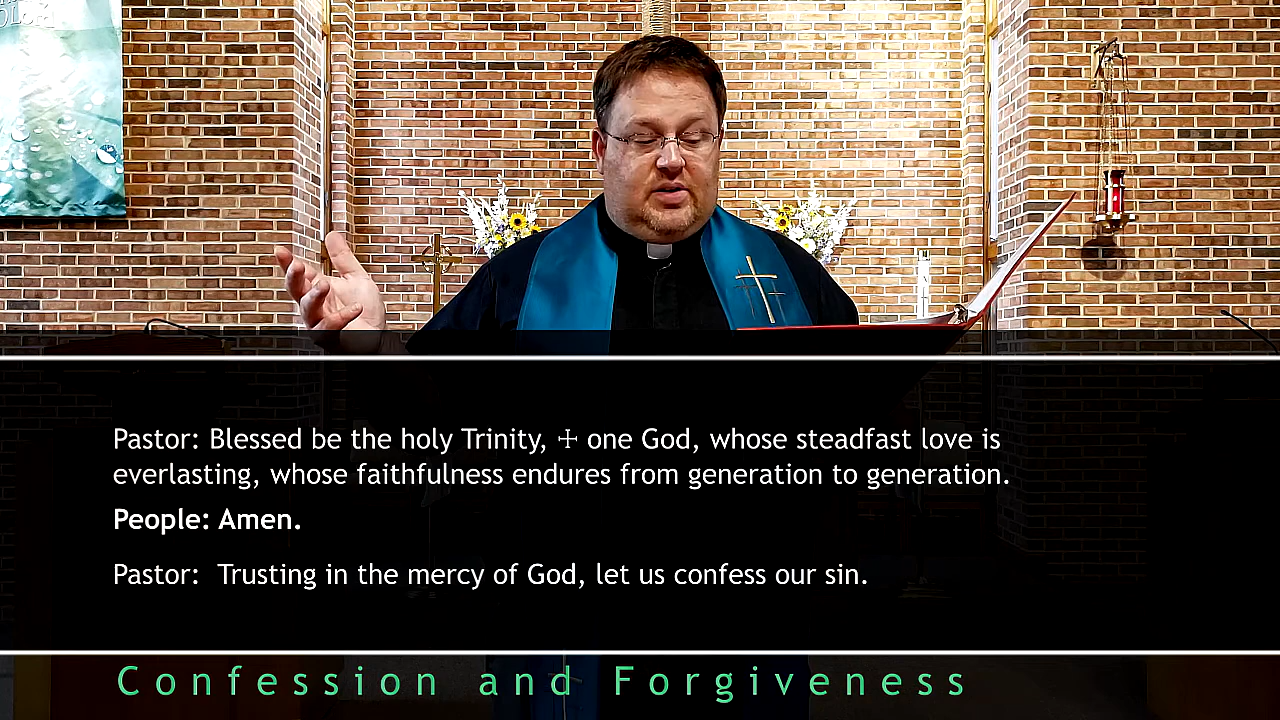 Pastor: Blessed be the holy Trinity, ☩ one God, whose steadfast love is
everlasting, whose faithfulness endures from generation to generation.
People: Amen.
Pastor:  Trusting in the mercy of God, let us confess our sin.
Confession and Forgiveness